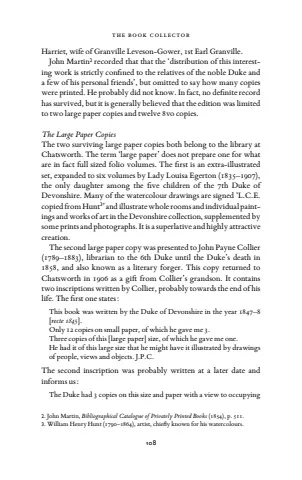 THE BOOK COLLECTOR
Harriet, wife of Granville Leveson-Gower, 1st Earl Granville.
John Martin² recorded that that the 'distribution of this interest-
ing work is strictly confined to the relatives of the noble Duke and
a few of his personal friends', but omitted to say how many copies
were printed. He probably did not know. In fact, no definite record
has survived, but it is generally believed that the edition was limited
to two large paper copies and twelve 8vo copies.
The Large Paper Copies
The two surviving large paper copies both belong to the library at
Chatsworth. The term 'large paper' does not prepare one for what
are in fact full sized folio volumes. The first is an extra-illustrated
set, expanded to six volumes by Lady Louisa Egerton (1835–1907),
the only daughter among the five children of the 7th Duke of
Devonshire. Many of the watercolour drawings are signed 'L.C.E.
copied from Hunt³' and illustrate whole rooms and individual paint-
ings and works of art in the Devonshire collection, supplemented by
some prints and photographs. It is a superlative and highly attractive
creation.
The second large paper copy was presented to John Payne Collier
(1789–1883), librarian to the 6th Duke until the Duke's death in
1858, and also known as a literary forger. This copy returned to
Chatsworth in 1906 as a gift from Collier's grandson. It contains
two inscriptions written by Collier, probably towards the end of his
life. The first one states:
This book was written by the Duke of Devonshire in the year 1847–8
[recte 1845].
Only 12 copies on small paper, of which he gave me 3.
Three copies of this [large paper] size, of which he gave me one.
He had it of this large size that he might have it illustrated by drawings
of people, views and objects. J.P.C.
The second inscription was probably written at a later date and
informs us:
The Duke had 3 copies on this size and paper with a view to occupying
2. John Martin, Bibliographical Catalogue of Privately Printed Books (1854), p. 511.
3. William Henry Hunt (1790–1864), artist, chiefly known for his watercolours.
108